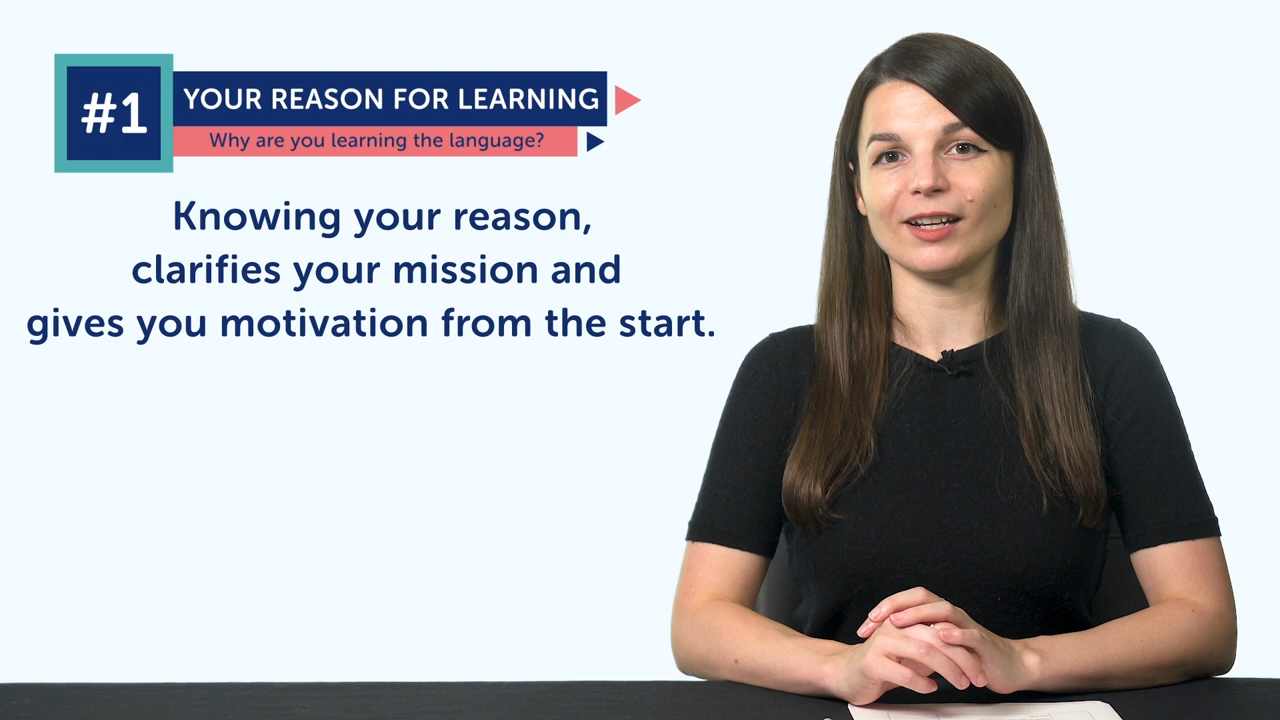 #1
YOUR REASON FOR LEARNING
Why are you learning the language?
Knowing your reason,
clarifies your mission and
gives you motivation from the start.